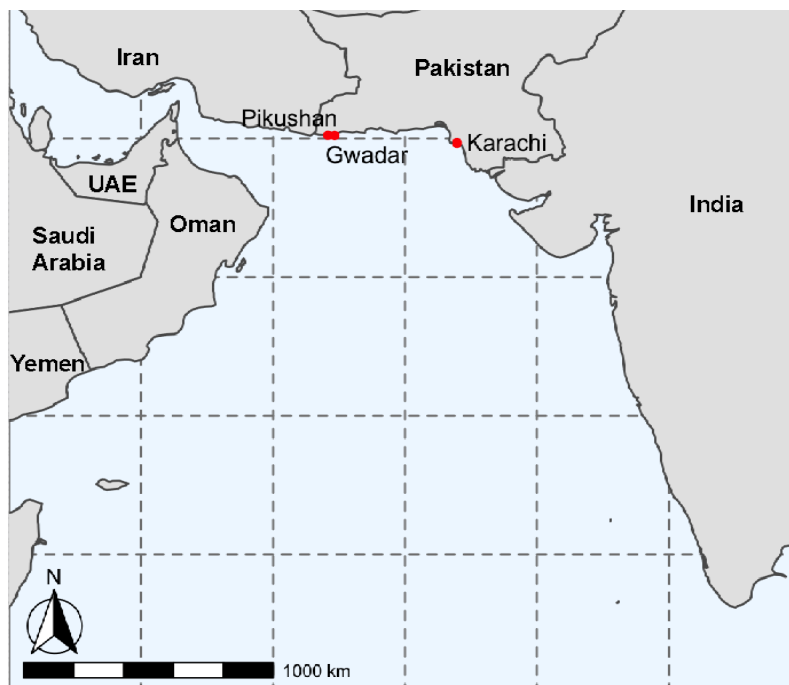 Iran
Pakistan
Pikushan
Karachi
Gwadar
UAE
India
Oman
Saudi
Arabia
Yemen
N
1000 km